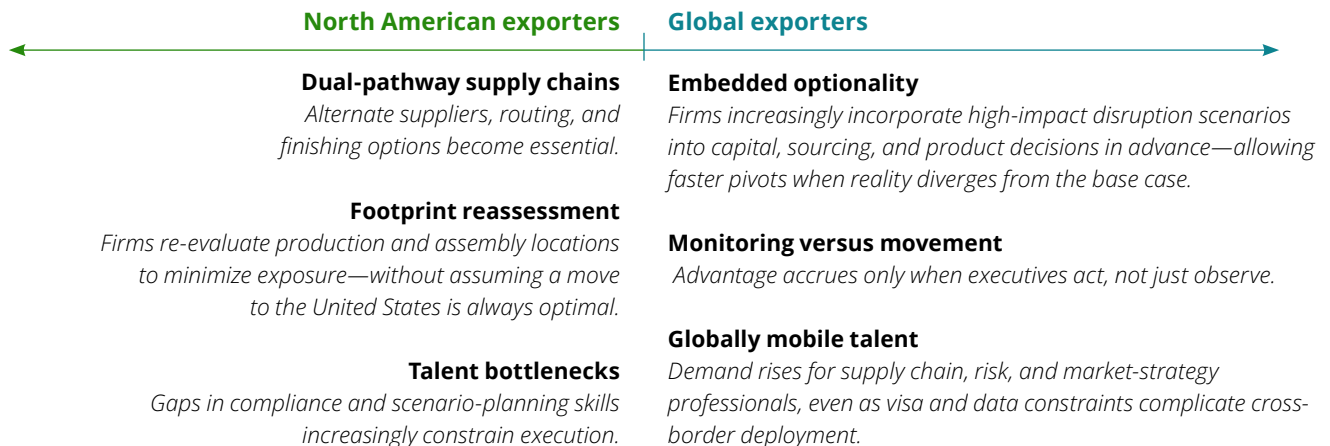 North American exporters
Dual-pathway supply chains
Alternate suppliers, routing, and
finishing options become essential.
Footprint reassessment
Firms re-evaluate production and assembly locations
to minimize exposure—without assuming a move
to the United States is always optimal.
Talent bottlenecks
Gaps in compliance and scenario-planning skills
increasingly constrain execution.
Global exporters
Embedded optionality
Firms increasingly incorporate high-impact disruption scenarios
into capital, sourcing, and product decisions in advance—allowing
faster pivots when reality diverges from the base case.
Monitoring versus movement
Advantage accrues only when executives act, not just observe.
Globally mobile talent
Demand rises for supply chain, risk, and market-strategy
professionals, even as visa and data constraints complicate cross-
border deployment.